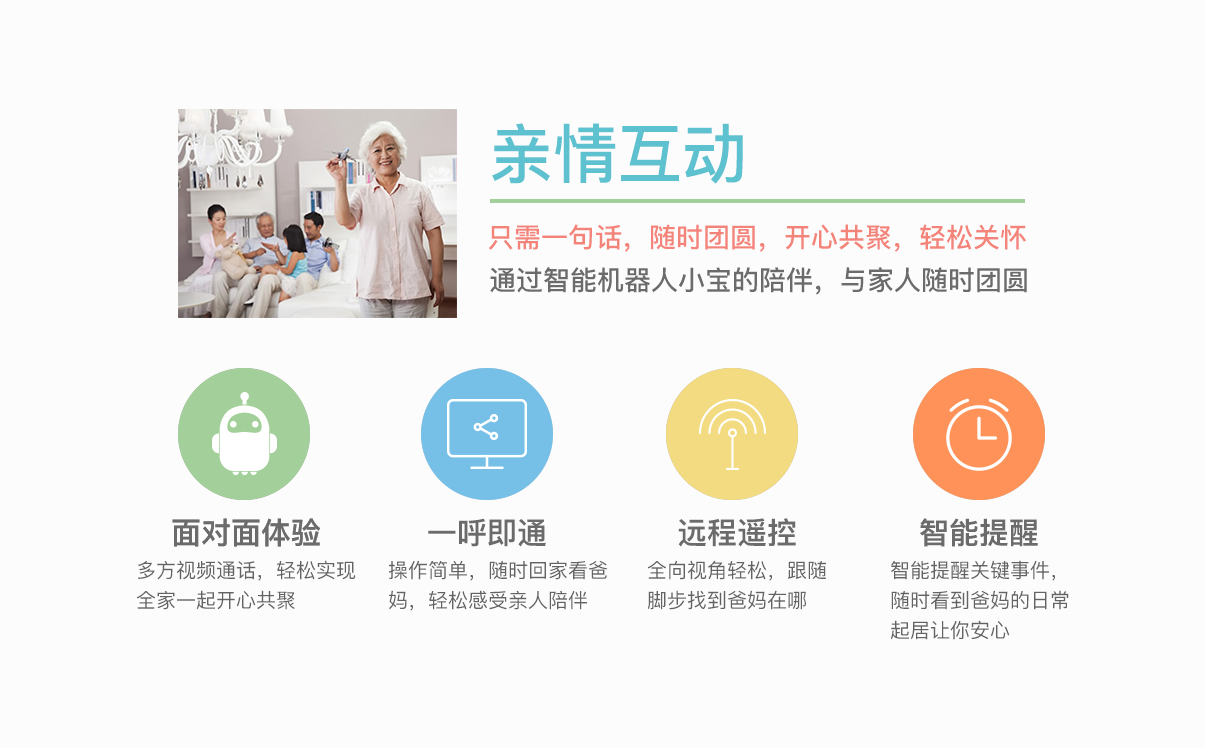 亲情互动
只需一句话，随时团圆，开心共聚，轻松关怀
通过智能机器人小宝的陪伴，与家人随时团圆
面对面体验
多方视频通话，轻松实现
全家一起开心共聚
一呼即通
操作简单，随时回家看爸
妈，轻松感受亲人陪伴
远程遥控
全向视角轻松，跟随
脚步找到爸妈在哪
智能提醒
智能提醒关键事件，
随时看到爸妈的日常
起居让你安心